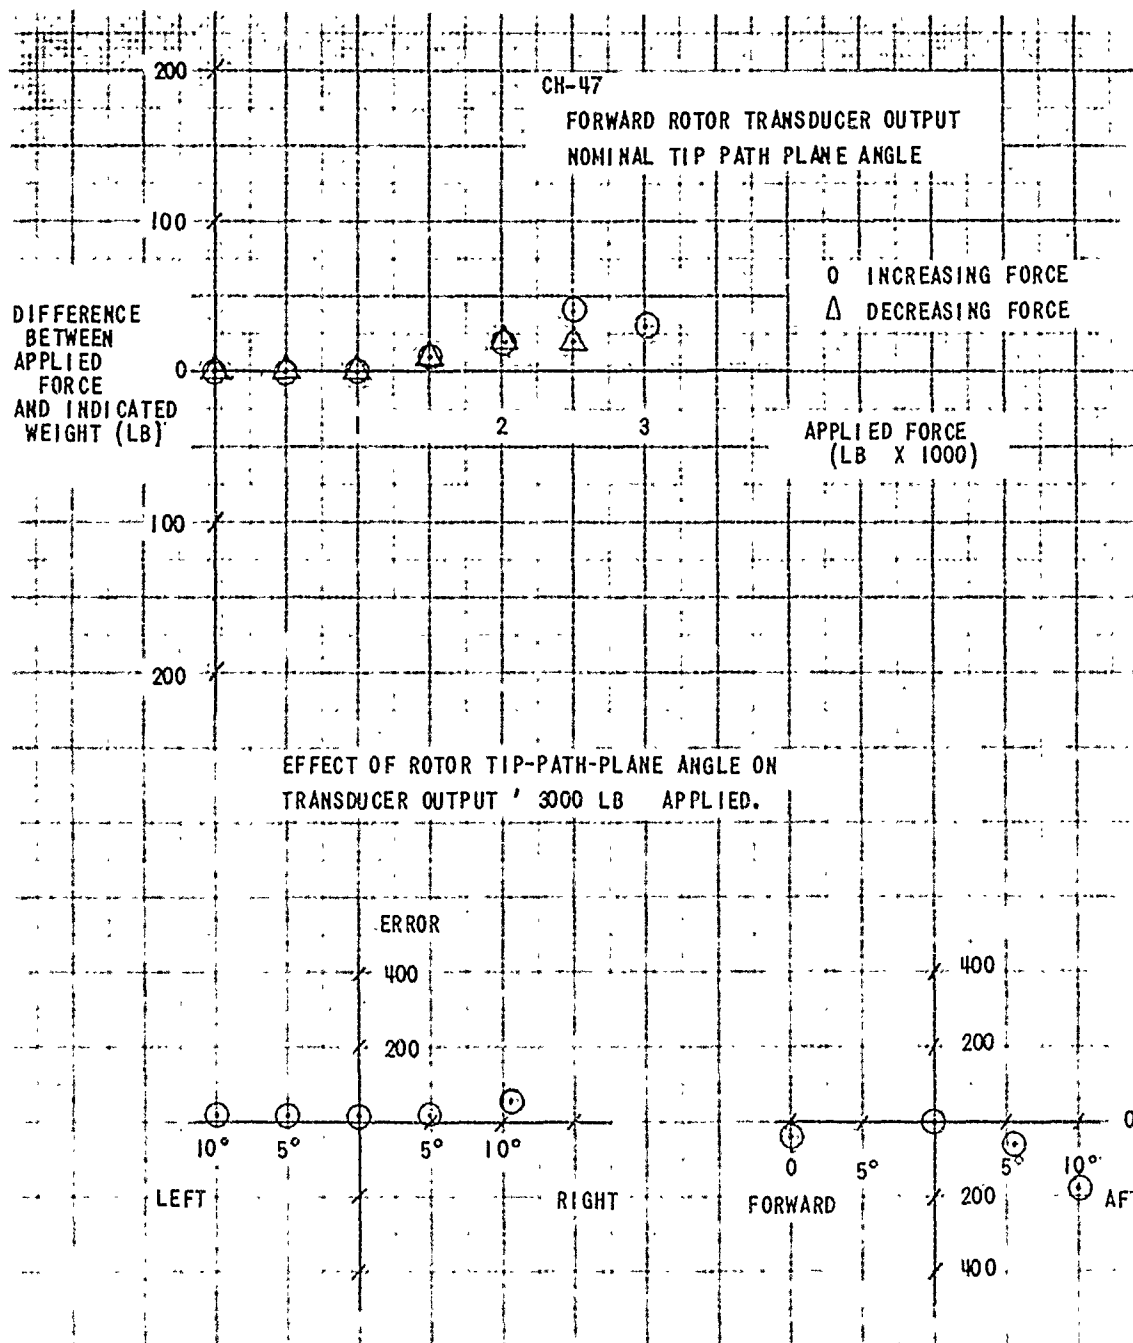 200
CH-47
FORWARD ROTOR TRANSDUCER OUTPUT
NOMINAL TIP PATH PLANE ANGLE
100
O INCREASING FORCE
Δ DECREASING FORCE
DIFFERENCE
BETWEEN
APPLIED
FORCE
AND INDICATED
WEIGHT (LB)
0
1 2 3
APPLIED FORCE
(LB X 1000)
100
200
EFFECT OF ROTOR TIP-PATH-PLANE ANGLE ON
TRANSDUCER OUTPUT ' 3000 LB APPLIED.
ERROR
400
200
10° 5° 5° 10°
LEFT RIGHT
400
200
0
0 5° 5° 10°
FORWARD 200 AF
400